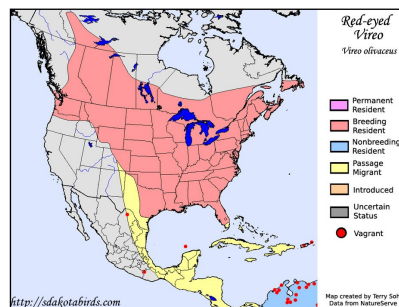 Red-eyed
Vireo
Vireo olivaceus
Permanent
Resident
Breeding
Resident
Nonbreeding
Resident
Passage
Migrant
Introduced
Uncertain
Status
Vagrant
http://sdakotabirds.com
Map created by Terry Sohl
Data from NatureServe